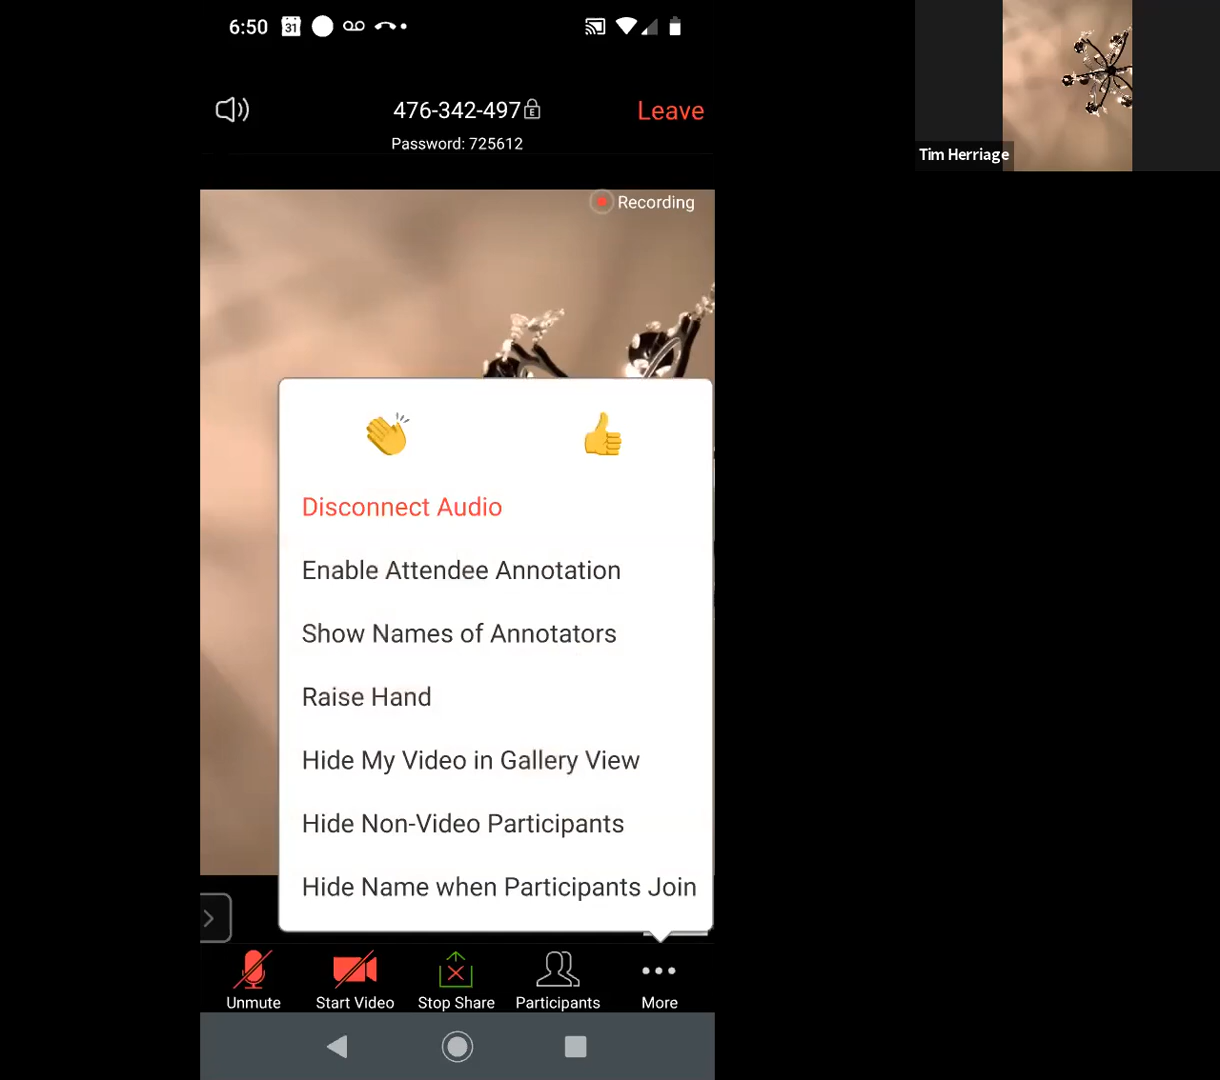 6:50
31
476-342-497
E
Leave
Password: 725612
Recording
Tim Herriage
Disconnect Audio
Enable Attendee Annotation
Show Names of Annotators
Raise Hand
Hide My Video in Gallery View
Hide Non-Video Participants
Hide Name when Participants Join
Unmute
Start Video
Stop Share
Participants
More